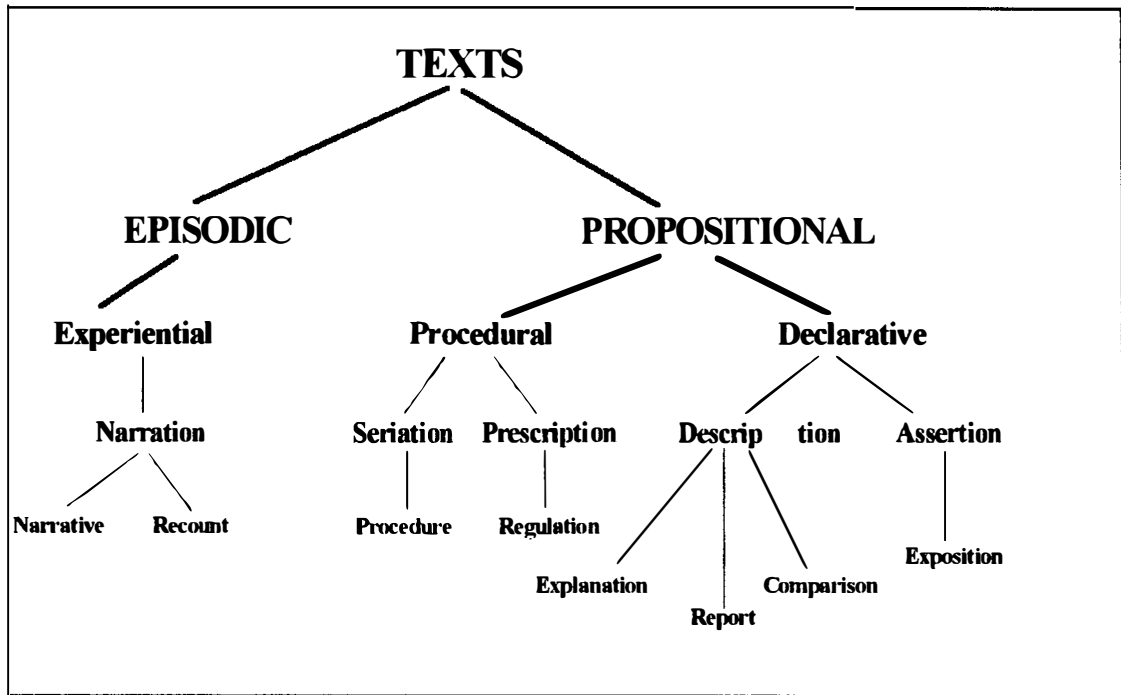 TEXTS
EPISODIC PROPOSITIONAL
Experiential Procedural Declarative
Narration Seriation Prescription Descrip tion Assertion
Narrative Recount Procedure Regulation
Exposition
Explanation Comparison
Report